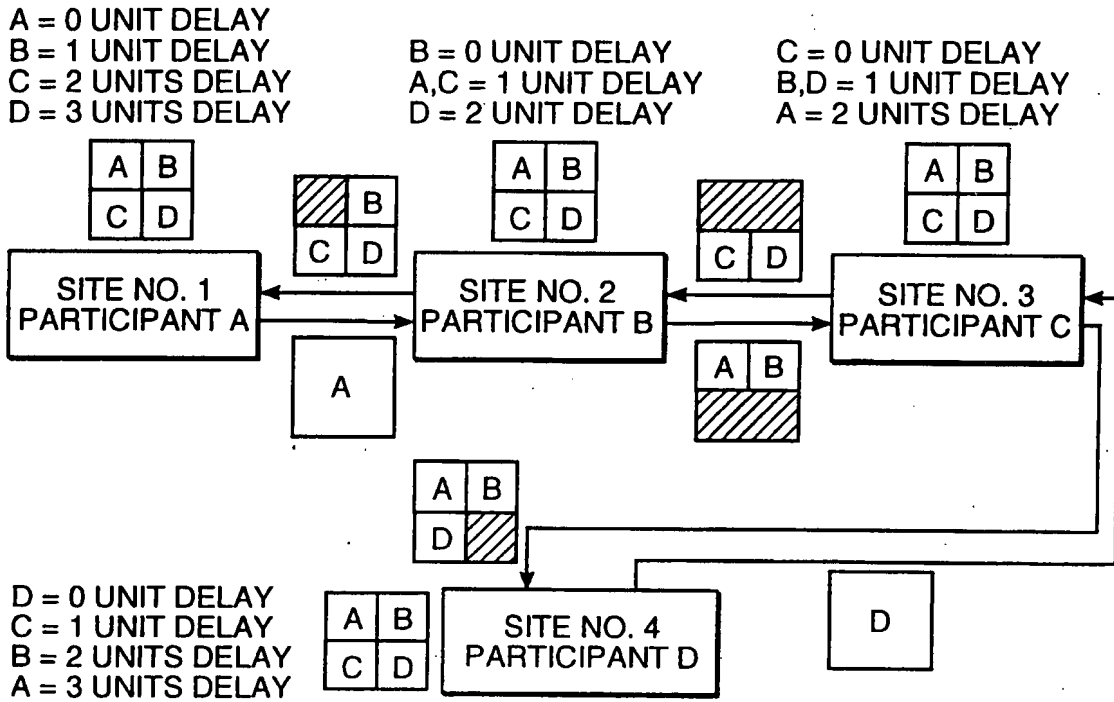 A = 0 UNIT DELAY
B = 1 UNIT DELAY
C = 2 UNITS DELAY
D = 3 UNITS DELAY
B = 0 UNIT DELAY
A,C = 1 UNIT DELAY
D = 2 UNIT DELAY
C = 0 UNIT DELAY
B,D = 1 UNIT DELAY
A = 2 UNITS DELAY
A B
C D
B
C D
A B
C D
C D
A B
C D
SITE NO. 1
PARTICIPANT A
SITE NO. 2
PARTICIPANT B
SITE NO. 3
PARTICIPANT C
A
A B
A B
D
D = 0 UNIT DELAY
C = 1 UNIT DELAY
B = 2 UNITS DELAY
A = 3 UNITS DELAY
A B
C D
SITE NO. 4
PARTICIPANT D
D